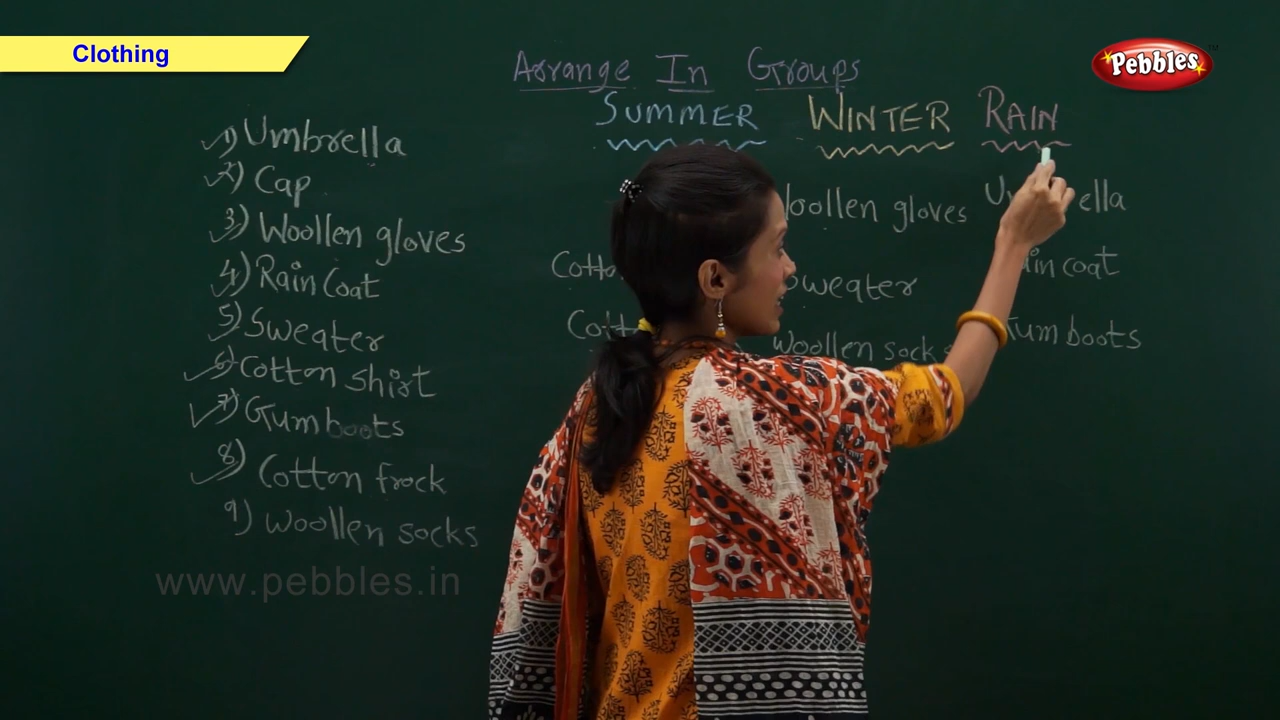 Clothing
Pebbles
Arrange In Groups
SUMMER WINTER RAIN
1) Umbrella
2) Cap
3) Woollen gloves
4) Rain Coat
5) Sweater
6) Cotton shirt
7) Gumboots
8) Cotton frock
9) Woollen socks
oollen gloves U ella
Cotto weater ain coat
Cott Woollen socks um boots
www.pebbles.in